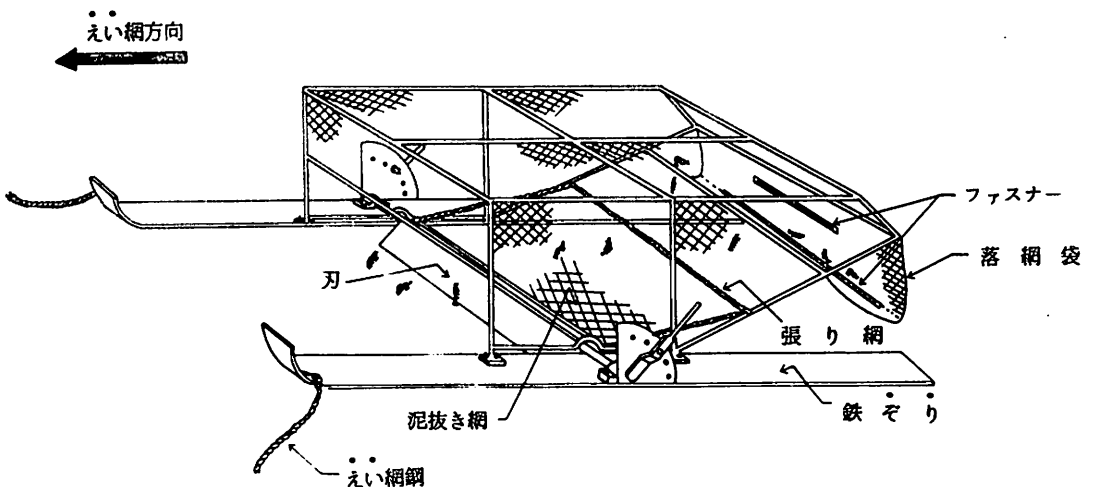 えい網方向
ファスナー
落網袋
刃
張り網
鉄ぞり
泥抜き網
えい網鋼